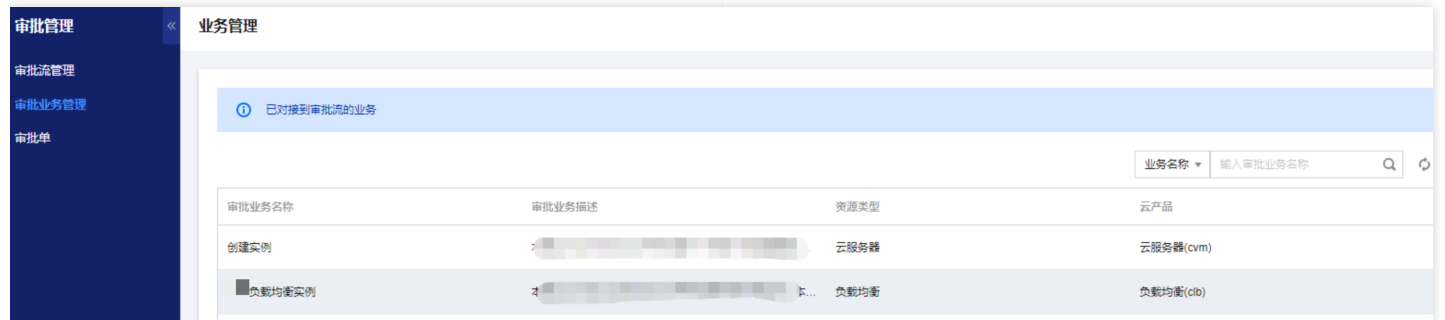 审批管理
«
业务管理
审批流管理
审批业务管理
审批单
已对接到审批流的业务
业务名称
输入审批业务名称
审批业务名称 审批业务描述 资源类型 云产品
创建实例 云服务器 云服务器(cvm)
负载均衡实例 本... 负载均衡 负载均衡(clb)